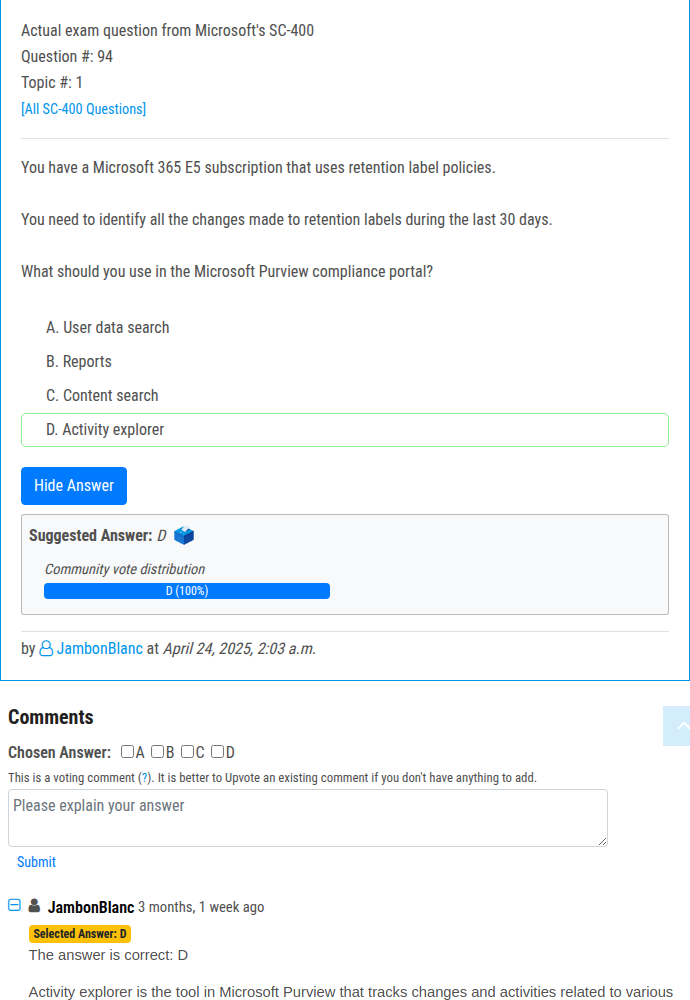 Actual exam question from Microsoft's SC-400
Question #: 94
Topic #: 1
[All SC-400 Questions]
You have a Microsoft 365 E5 subscription that uses retention label policies.
You need to identify all the changes made to retention labels during the last 30 days.
What should you use in the Microsoft Purview compliance portal?
A. User data search
B. Reports
C. Content search
D. Activity explorer
Hide Answer
Suggested Answer: D
Community vote distribution
D (100%)
by JambonBlanc at April 24, 2025, 2:03 a.m.
Comments
Chosen Answer: A B C D
This is a voting comment (?). It is better to Upvote an existing comment if you don't have anything to add.
Please explain your answer
Submit
JambonBlanc 3 months, 1 week ago
Selected Answer: D
The answer is correct: D
Activity explorer is the tool in Microsoft Purview that tracks changes and activities related to various